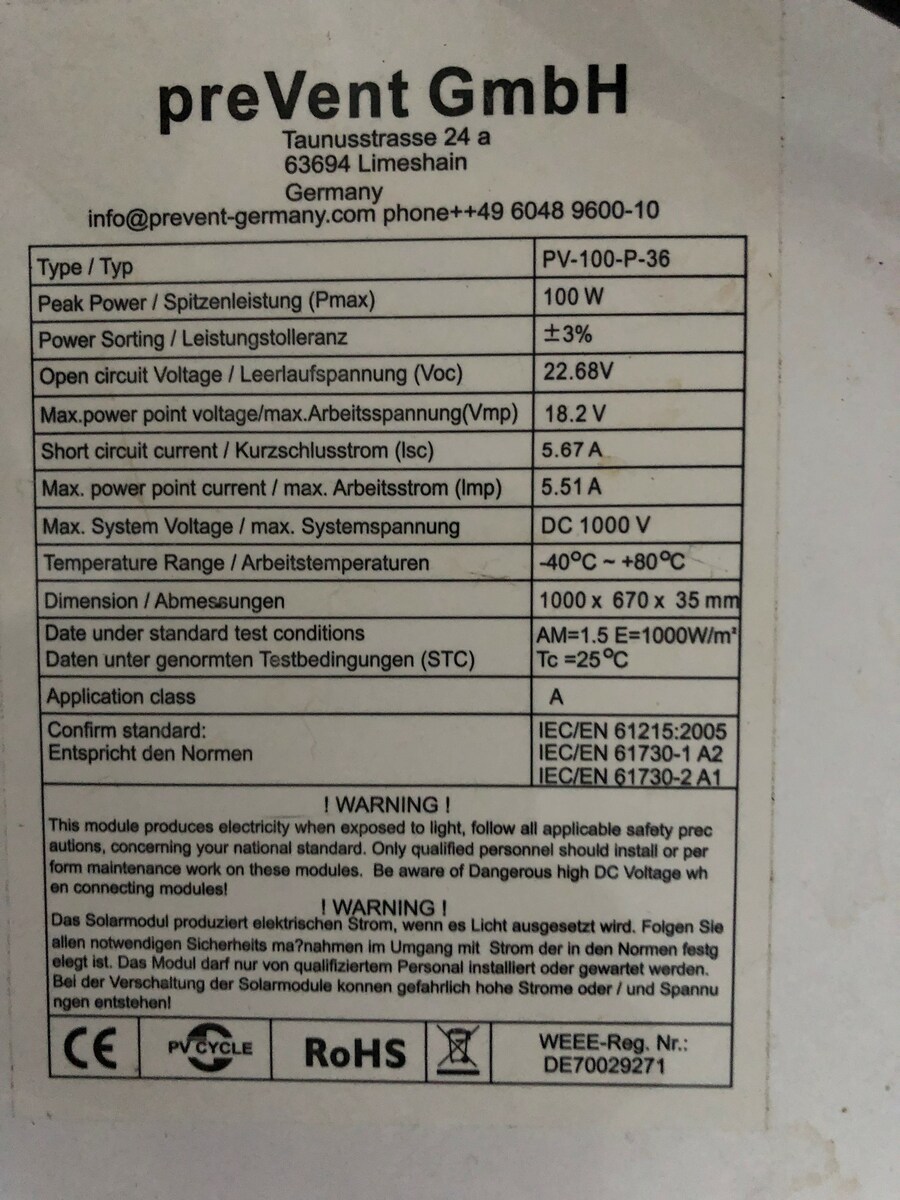 preVent GmbH
Taunusstrasse 24 a
63694 Limeshain
Germany
info@prevent-germany.com phone++49 6048 9600-10
Type / Typ PV-100-P-36
Peak Power / Spitzenleistung (Pmax) 100 W
Power Sorting / Leistungstolleranz ±3%
Open circuit Voltage / Leerlaufspannung (Voc) 22.68V
Max.power point voltage/max.Arbeitsspannung(Vmp) 18.2 V
Short circuit current / Kurzschlusstrom (Isc) 5.67 A
Max. power point current / max. Arbeitsstrom (Imp) 5.51 A
Max. System Voltage / max. Systemspannung DC 1000 V
Temperature Range / Arbeitstemperaturen -40°C ~ +80°C
Dimension / Abmessungen 1000 x 670 x 35 mm
Date under standard test conditions AM=1.5 E=1000W/m²
Daten unter genormten Testbedingungen (STC) Tc =25°C
Application class A
Confirm standard: IEC/EN 61215:2005
Entspricht den Normen IEC/EN 61730-1 A2
IEC/EN 61730-2 A1
! WARNING !
This module produces electricity when exposed to light, follow all applicable safety prec
autions, concerning your national standard. Only qualified personnel should install or per
form maintenance work on these modules. Be aware of Dangerous high DC Voltage wh
en connecting modules!
! WARNING !
Das Solarmodul produziert elektrischen Strom, wenn es Licht ausgesetzt wird. Folgen Sie
allen notwendigen Sicherheits ma?nahmen im Umgang mit Strom der in den Normen festg
elegt ist. Das Modul darf nur von qualifiziertem Personal installiert oder gewartet werden.
Bei der Verschaltung der Solarmodule konnen gefahrlich hohe Strome oder / und Spannu
ngen entstehen!
CE PV CYCLE RoHS WEEE-Reg. Nr.:
DE70029271